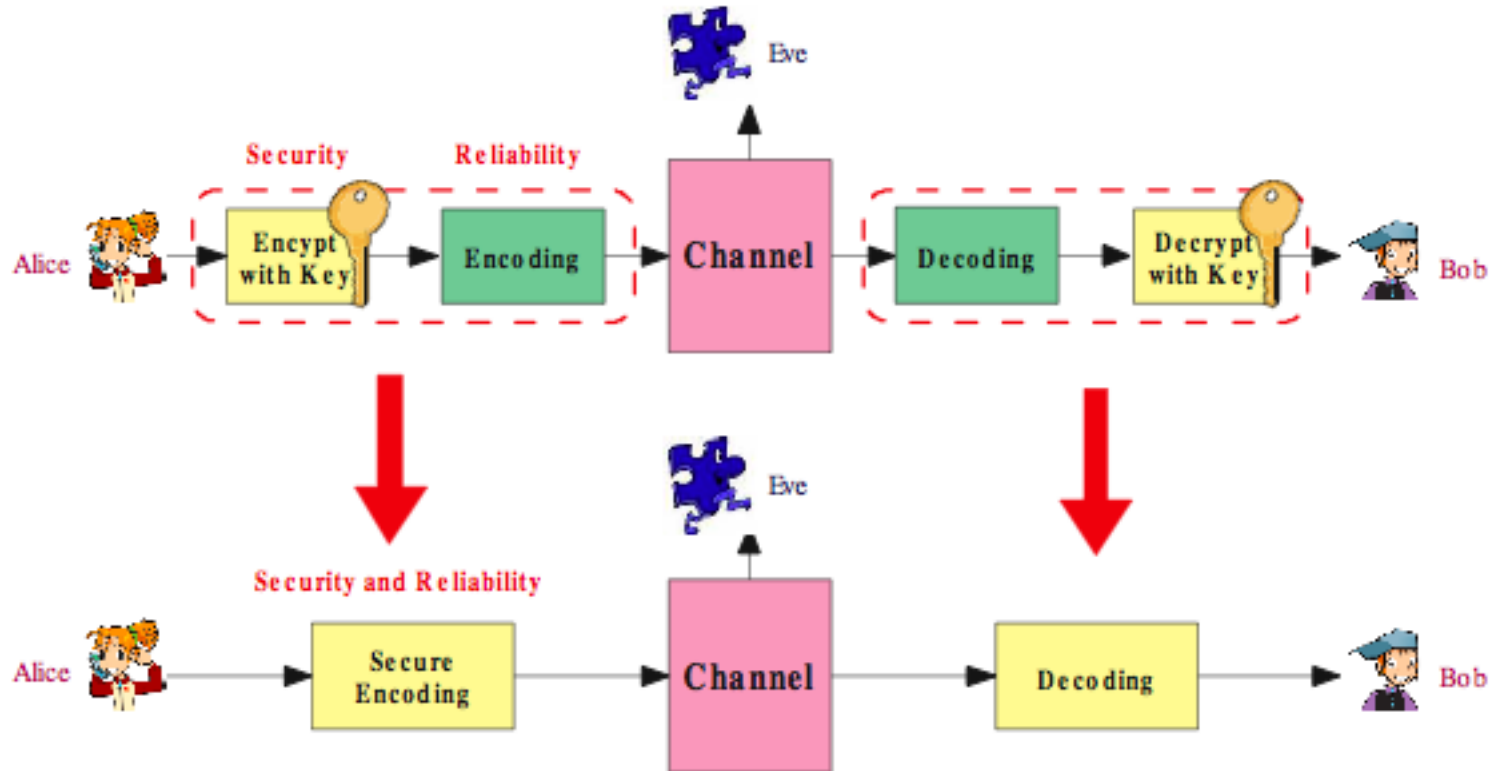 Eve
Security
Reliability
Alice
Encypt
with Key
Encoding
Channel
Decoding
Decrypt
with Key
Bob
Eve
Security and Reliability
Alice
Secure
Encoding
Channel
Decoding
Bob